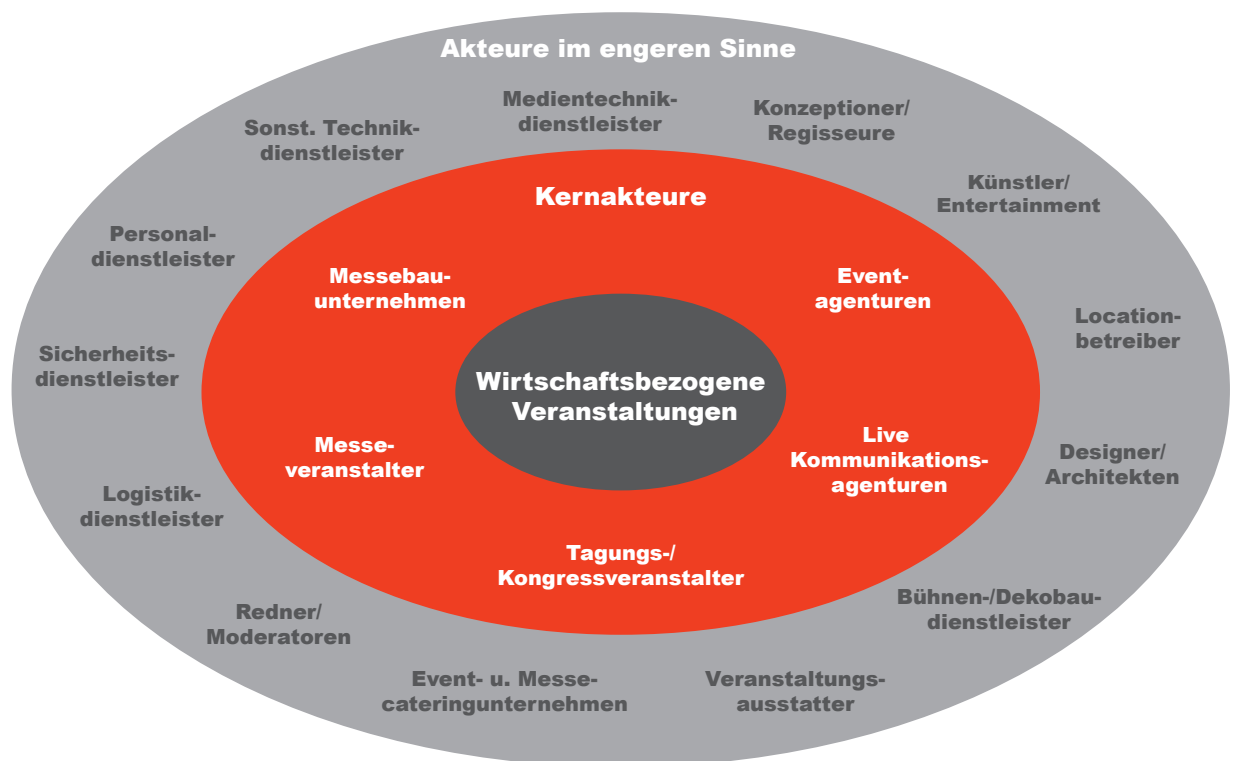 Akteure im engeren Sinne
Medientechnik-
dienstleister
Konzeptioner/
Regisseure
Sonst. Technik-
dienstleister
Künstler/
Entertainment
Kernakteure
Personal-
dienstleister
Messebau-
unternehmen
Event-
agenturen
Location-
betreiber
Sicherheits-
dienstleister
Wirtschaftsbezogene
Veranstaltungen
Messe-
veranstalter
Live
Kommunikations-
agenturen
Designer/
Architekten
Logistik-
dienstleister
Tagungs-/
Kongressveranstalter
Bühnen-/Dekobau-
dienstleister
Redner/
Moderatoren
Event- u. Messe-
cateringunternehmen
Veranstaltungs-
ausstatter